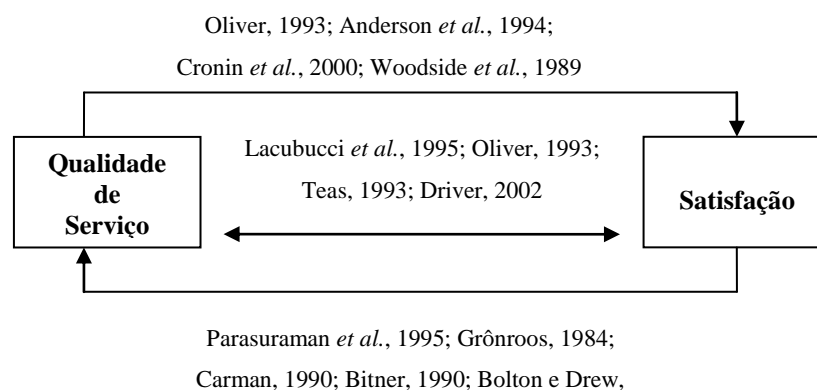 Oliver, 1993; Anderson et al., 1994;
Cronin et al., 2000; Woodside et al., 1989
Qualidade
de
Serviço
Lacubucci et al., 1995; Oliver, 1993;
Teas, 1993; Driver, 2002
Satisfação
Parasuraman et al., 1995; Grônroos, 1984;
Carman, 1990; Bitner, 1990; Bolton e Drew,